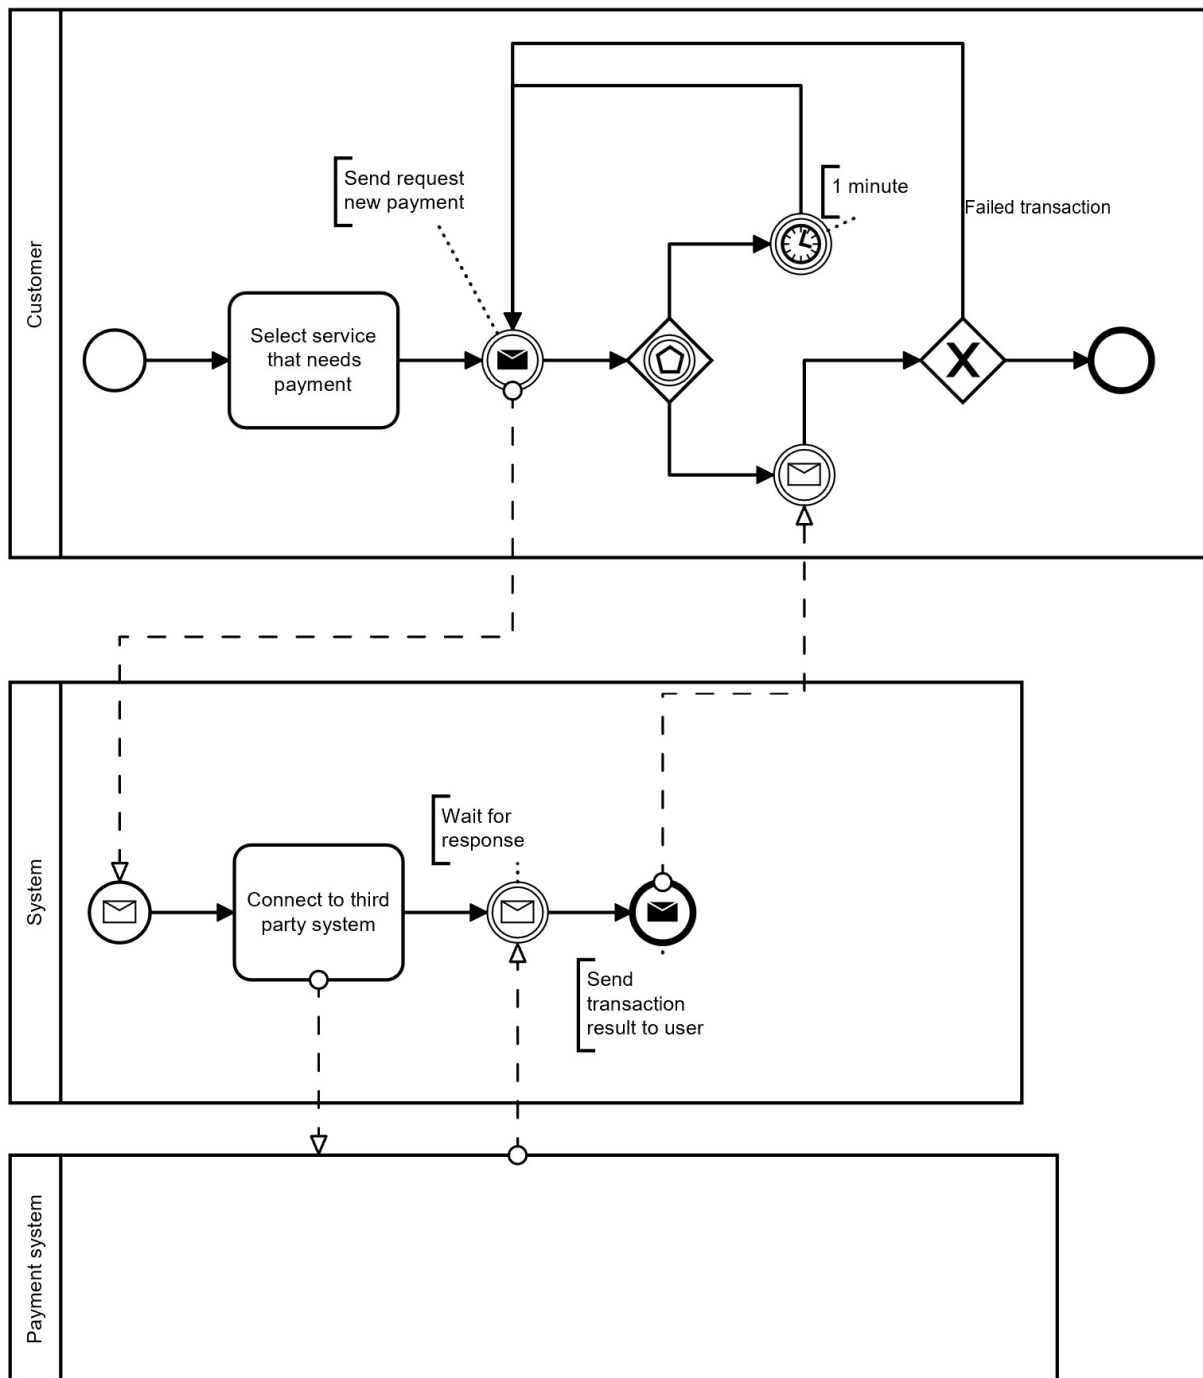 Customer
Send request
new payment
1 minute
Failed transaction
Select service
that needs
payment
X
System
Wait for
response
Connect to third
party system
Send
transaction
result to user
Payment system